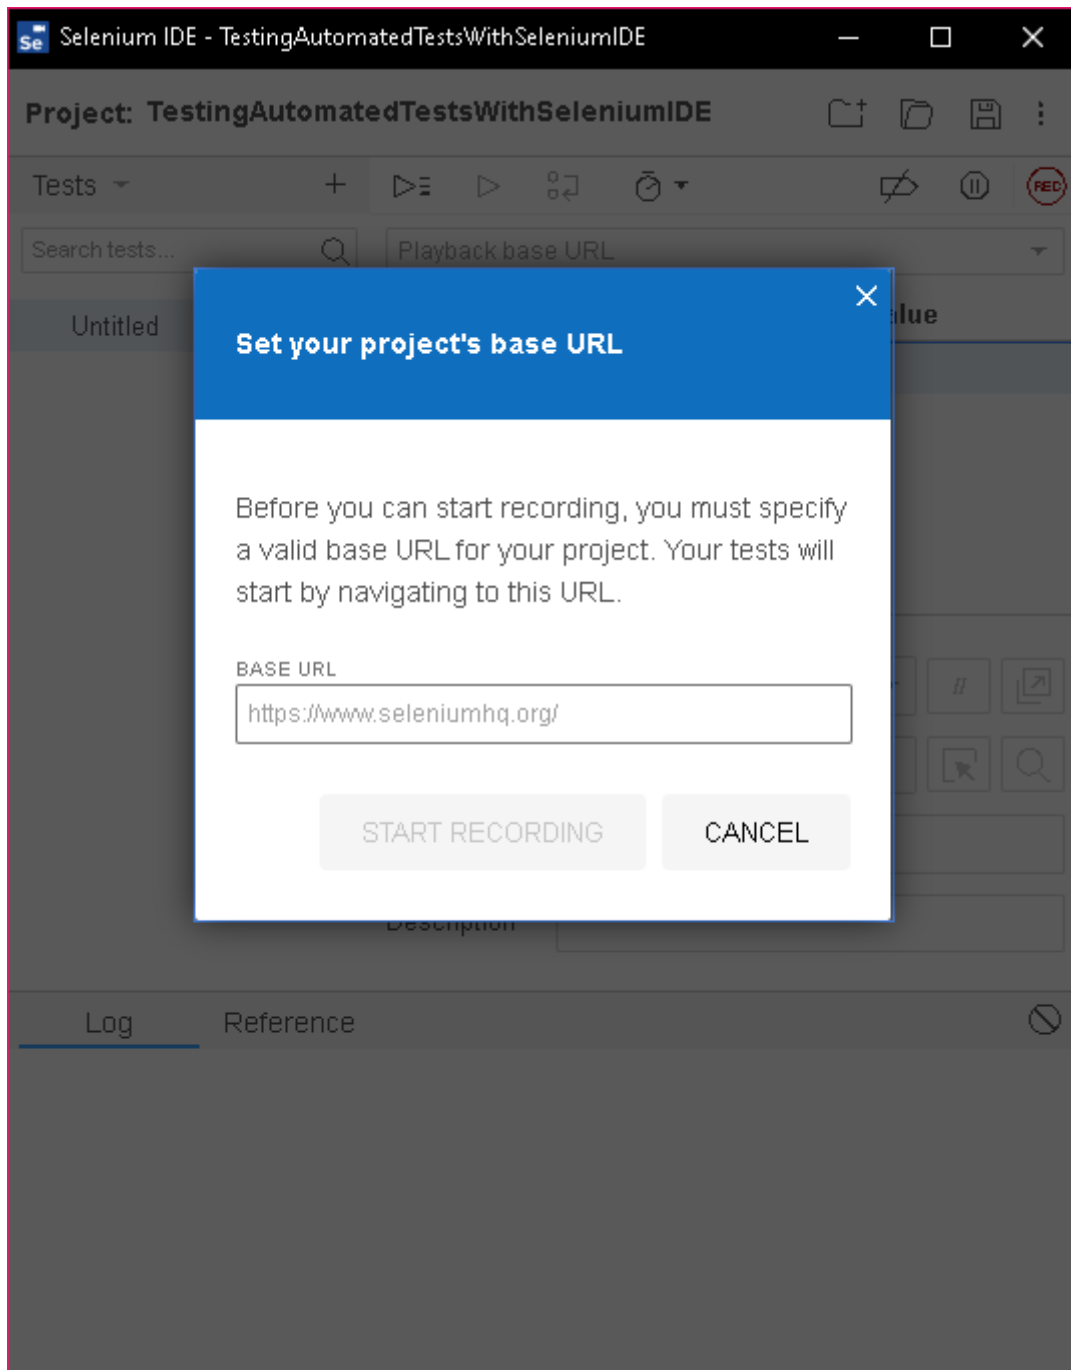 Se Selenium IDE - TestingAutomatedTestsWithSeleniumIDE
Project: TestingAutomatedTestsWithSeleniumIDE
Tests
REC
Search tests...
Playback base URL
Untitled
Set your project's base URL
Before you can start recording, you must specify
a valid base URL for your project. Your tests will
start by navigating to this URL.
BASE URL
https://www.seleniumhq.org/
//
START RECORDING CANCEL
Description
Log Reference